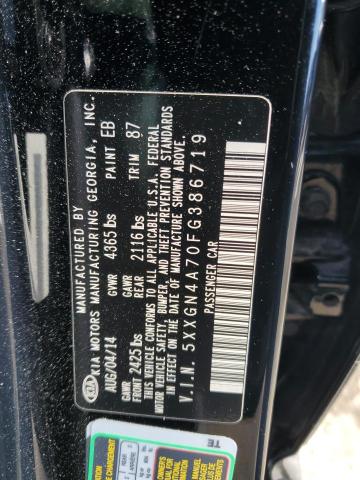 MANUFACTURED BY
KIA KIA MOTORS MANUFACTURING GEORGIA, INC.
AUG/04/14 GVWR 4365 lbs PAINT EB
GAWR FRONT 2425 lbs GAWR REAR 2116 lbs TRIM 87
THIS VEHICLE CONFORMS TO ALL APPLICABLE U.S.A. FEDERAL
MOTOR VEHICLE SAFETY, BUMPER, AND THEFT PREVENTION STANDARDS
IN EFFECT ON THE DATE OF MANUFACTURE SHOWN ABOVE.
V.I.N. 5XXGN4A70FG386719
PASSENGER CAR